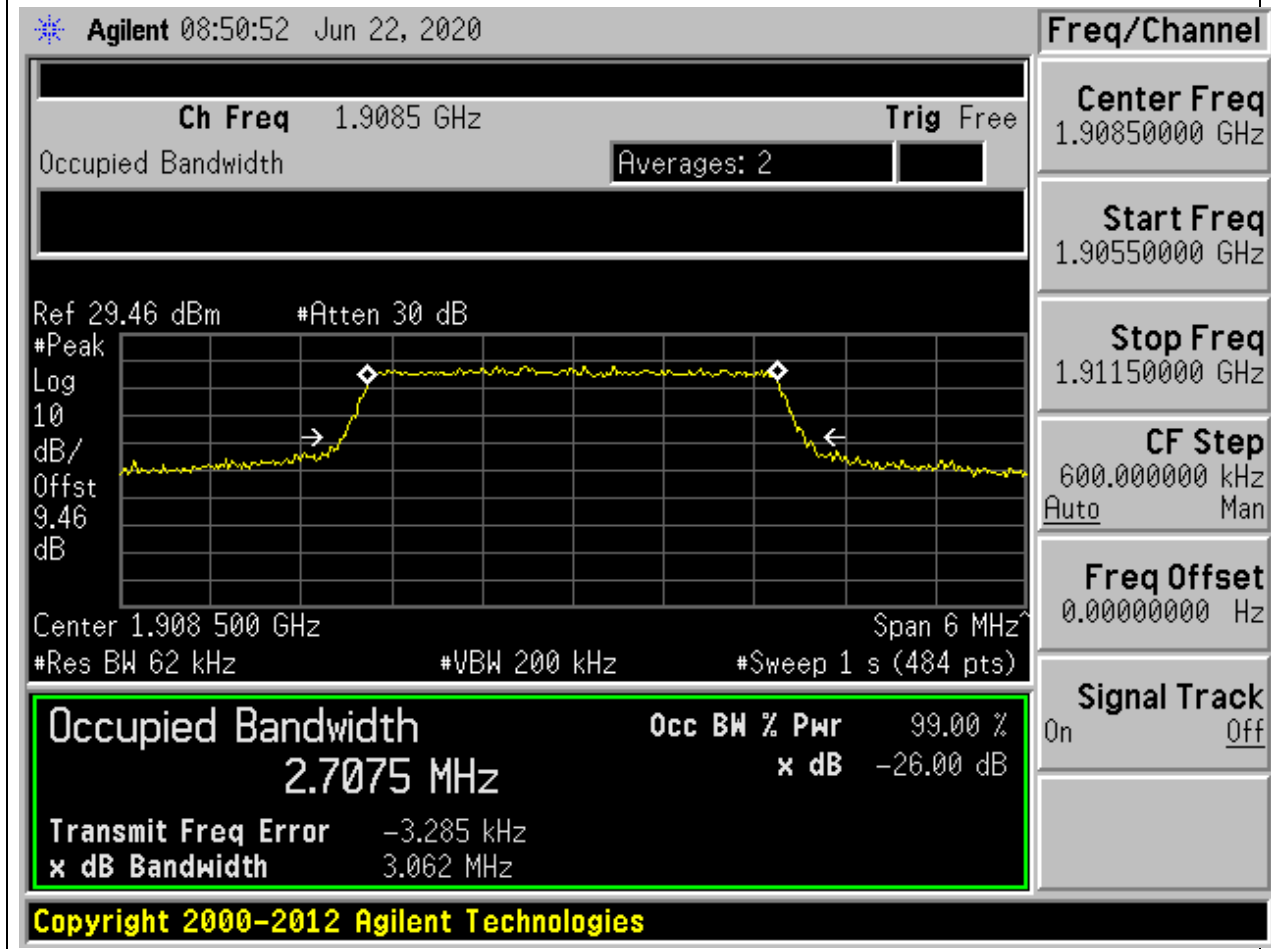 Agilent 08:50:52 Jun 22, 2020
Freq/Channel
Ch Freq 1.9085 GHz Trig Free
Occupied Bandwidth Averages: 2
Ref 29.46 dBm #Atten 30 dB
#Peak
Log
10
dB/
Offst
9.46
dB
Center 1.908 500 GHz Span 6 MHz^
#Res BW 62 kHz #VBW 200 kHz #Sweep 1 s (484 pts)
Occupied Bandwidth
2.7075 MHz
Occ BW % Pwr 99.00 %
x dB -26.00 dB
Transmit Freq Error -3.285 kHz
x dB Bandwidth 3.062 MHz
Center Freq
1.90850000 GHz
Start Freq
1.90550000 GHz
Stop Freq
1.91150000 GHz
CF Step
600.000000 kHz
Auto Man
Freq Offset
0.00000000 Hz
Signal Track
On Off
Copyright 2000-2012 Agilent Technologies